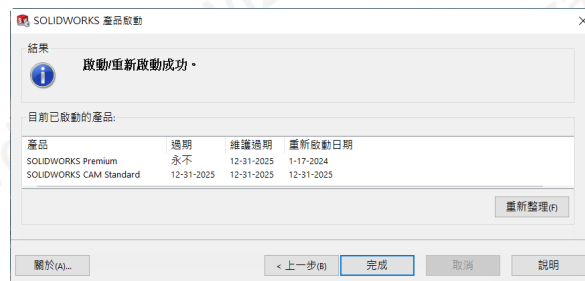 SOLIDWORKS 產品啟動
結果
啟動/重新啟動成功。
目前已啟動的產品:
產品 過期 維護過期 重新啟動日期
SOLIDWORKS Premium 永不 12-31-2025 1-17-2024
SOLIDWORKS CAM Standard 12-31-2025 12-31-2025 12-31-2025
重新整理(F)
關於(A)... < 上一步(B) 完成 取消 說明